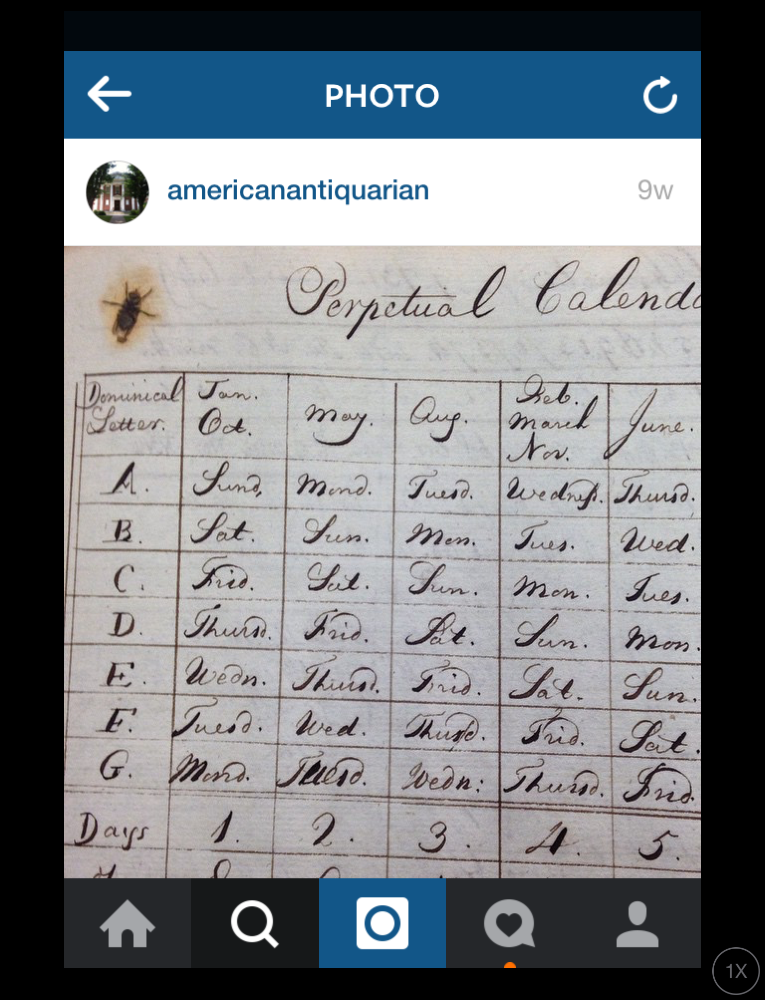 PHOTO
americanantiquarian 9w
Perpetual Calend
Dominical Letter. Jan. Oct. May. Aug. Feb. March Nov. June.
A. Sund, Mond. Tuesd. Wednesd. Thursd.
B. Sat. Sun. Mon. Tues. Wed.
C. Frid. Sat. Sun. Mon. Tues.
D. Thursd. Frid. Sat. Sun. Mon.
E. Wedn. Thursd. Frid. Sat. Sun.
F. Tuesd. Wed. Thursd. Frid. Sat.
G. Mond. Tuesd. Wedn: Thursd. Frid.
Days 1. 2. 3. 4. 5.
1X